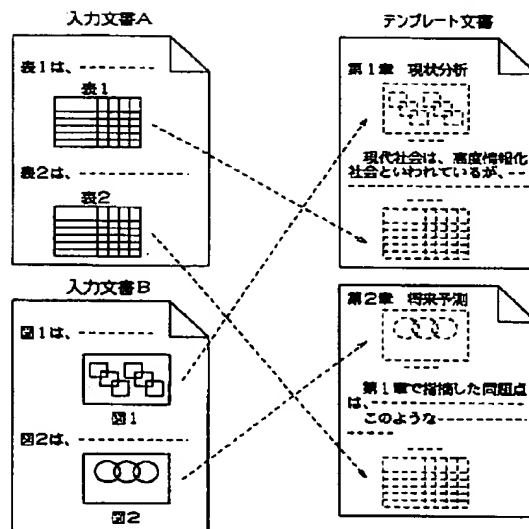 入力文書A
表1は、
表1
表2は、
表2
入力文書B
図1は、
図1
図2は、
図2
テンプレート文書
第1章 現状分析
現代社会は、高度情報化
社会といわれているが、
第2章 将来予測
第1章で指摘した問題点
は、
このような